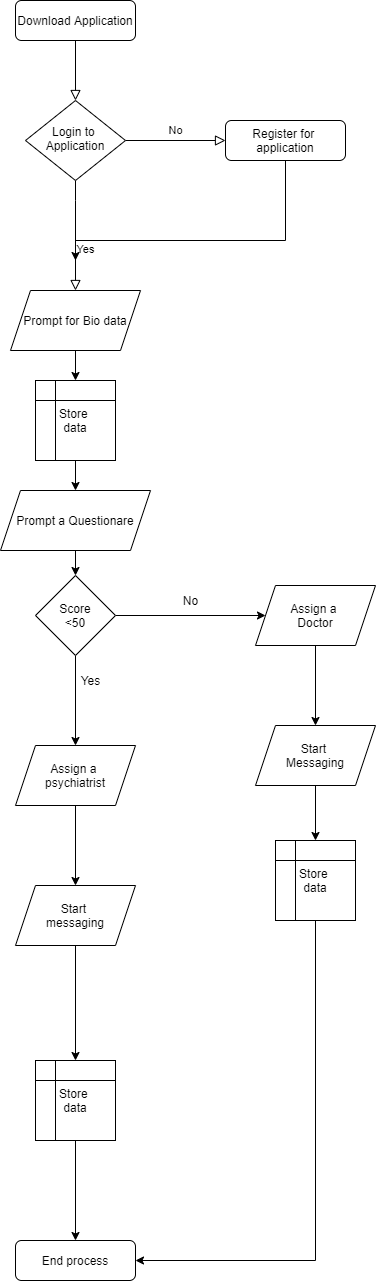 Download Application
Login to
Application
No
Register for
application
Yes
Prompt for Bio data
Store
data
Prompt a Questionare
Score
<50
No
Assign a
Doctor
Yes
Start
Messaging
Assign a
psychiatrist
Store
data
Start
messaging
Store
data
End process